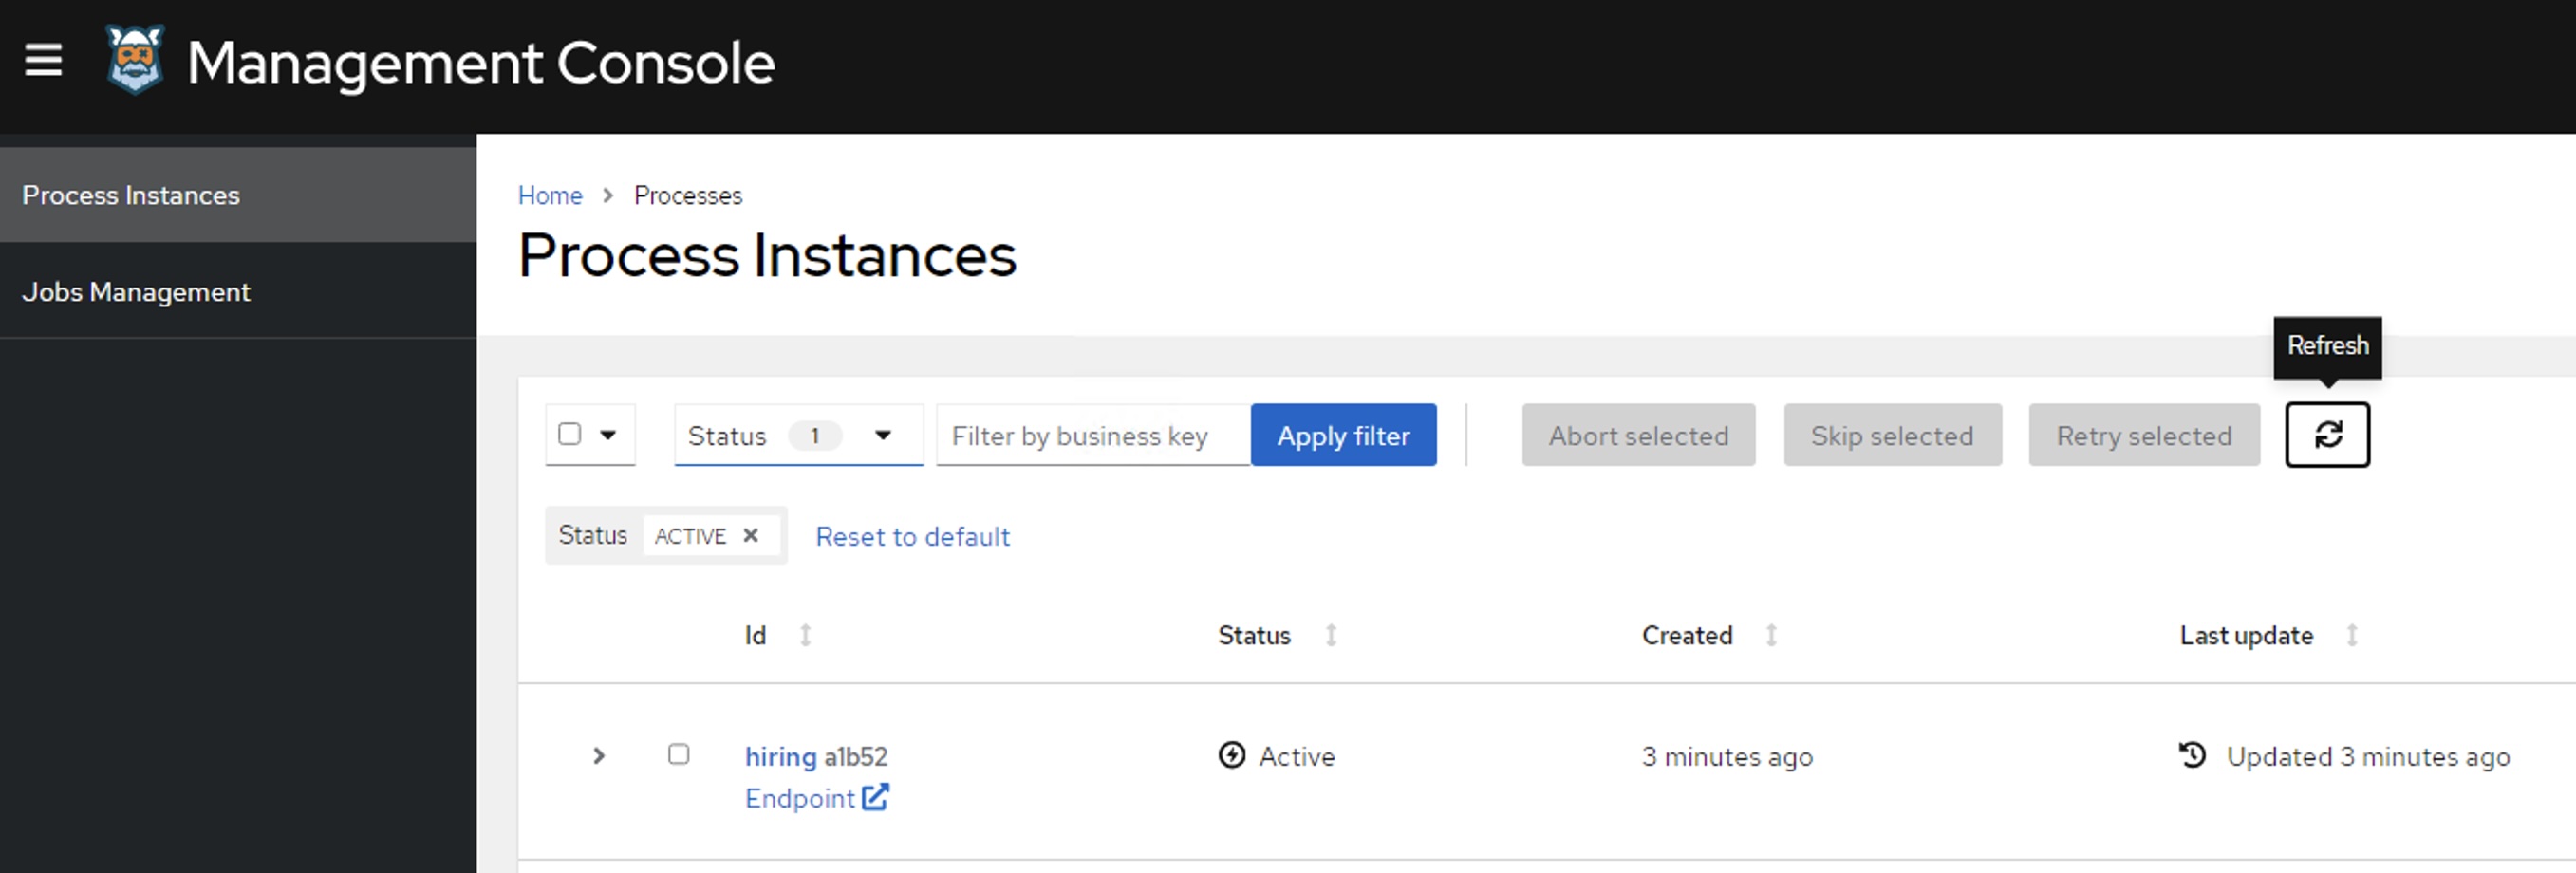 Management Console
Process Instances
Jobs Management
Home > Processes
Process Instances
Refresh
Status 1 Filter by business key Apply filter Abort selected Skip selected Retry selected
Status ACTIVE Reset to default
Id Status Created Last update
hiring a1b52 Active 3 minutes ago Updated 3 minutes ago
Endpoint